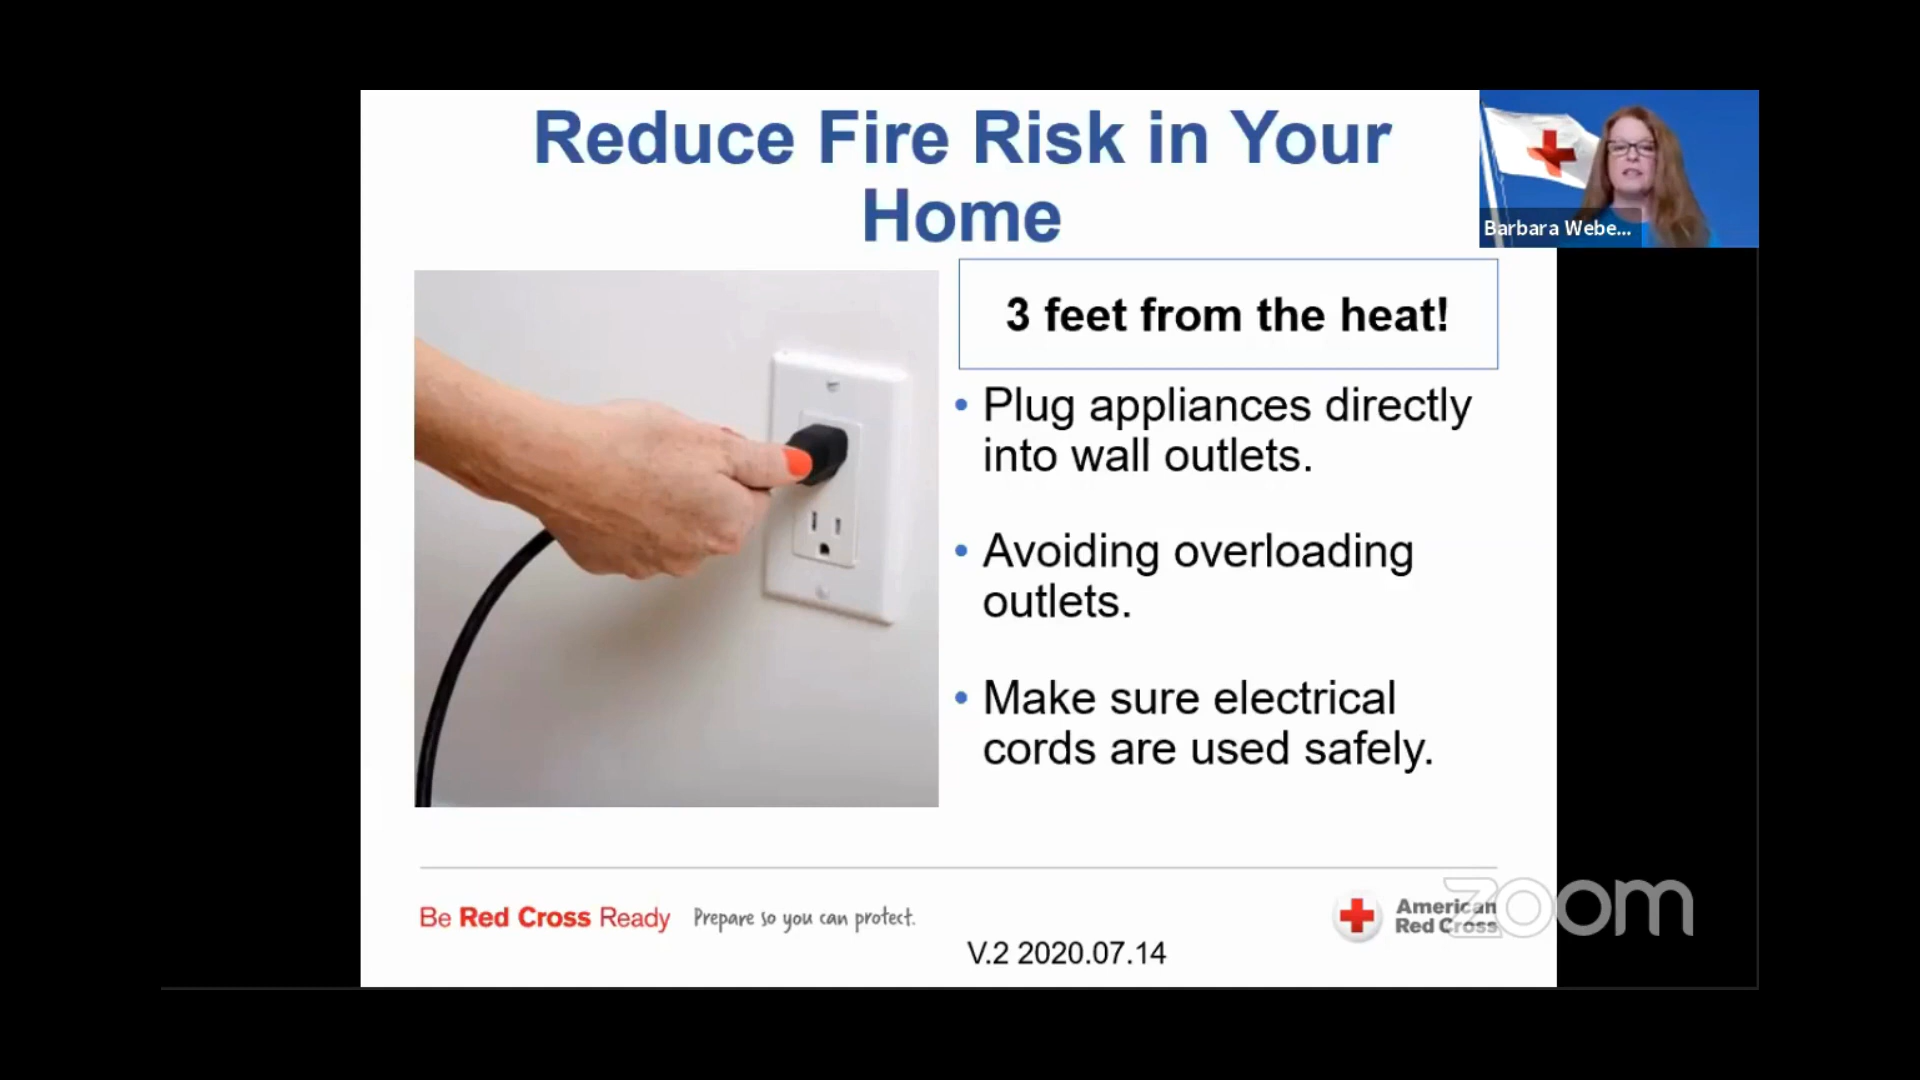 Reduce Fire Risk in Your
Home
Barbara Webe...
3 feet from the heat!
• Plug appliances directly
into wall outlets.
• Avoiding overloading
outlets.
• Make sure electrical
cords are used safely.
Be Red Cross Ready
Prepare so you can protect.
American
Red Cross
zoom
V.2 2020.07.14